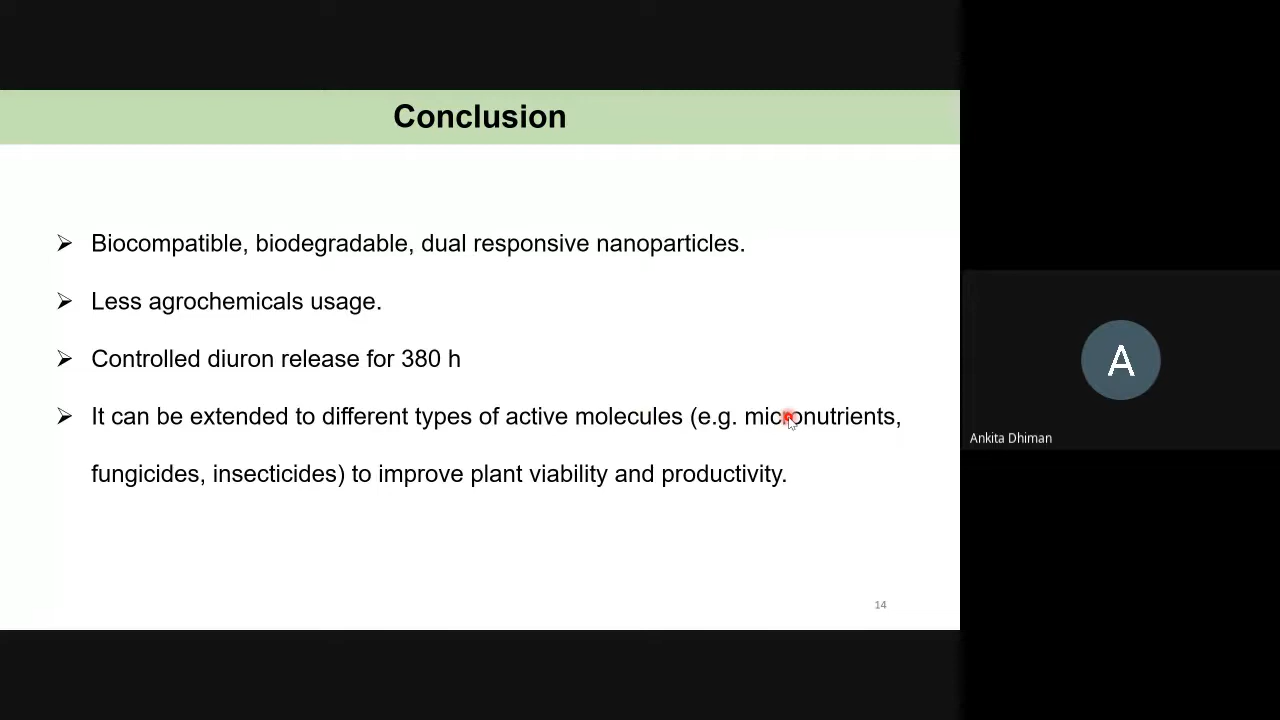 Conclusion
➢ Biocompatible, biodegradable, dual responsive nanoparticles.
➢ Less agrochemicals usage.
➢ Controlled diuron release for 380 h
➢ It can be extended to different types of active molecules (e.g. micronutrients,
fungicides, insecticides) to improve plant viability and productivity.
14
A
Ankita Dhiman